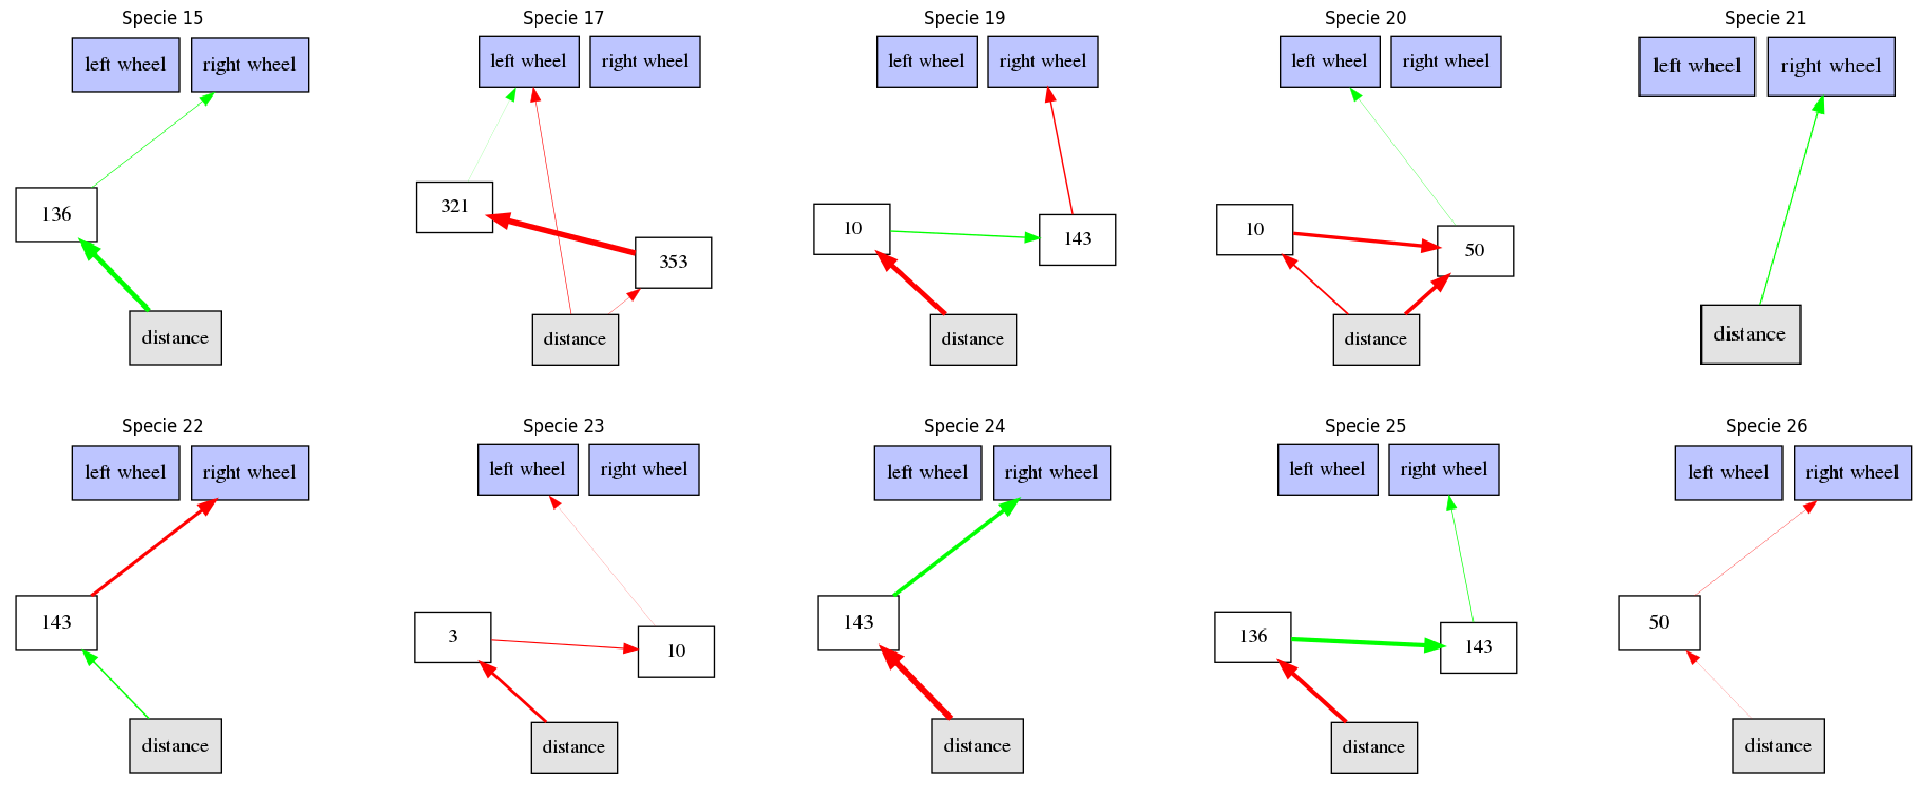 Specie 15
left wheel
right wheel
136
distance
Specie 17
left wheel
right wheel
321
353
distance
Specie 19
left wheel
right wheel
10
143
distance
Specie 20
left wheel
right wheel
10
50
distance
Specie 21
left wheel
right wheel
distance
Specie 22
left wheel
right wheel
143
distance
Specie 23
left wheel
right wheel
3
10
distance
Specie 24
left wheel
right wheel
143
distance
Specie 25
left wheel
right wheel
136
143
distance
Specie 26
left wheel
right wheel
50
distance